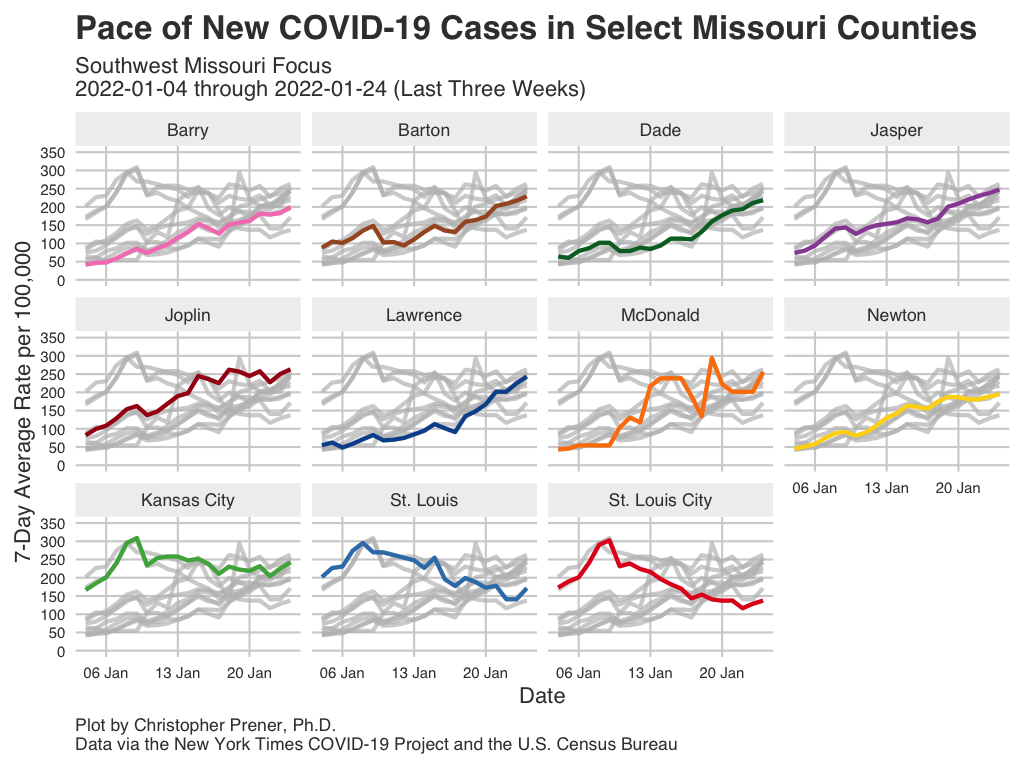 Pace of New COVID-19 Cases in Select Missouri Counties
Southwest Missouri Focus
2022-01-04 through 2022-01-24 (Last Three Weeks)
Barry Barton Dade Jasper
350
300
250
200
150
100
50
0
Joplin Lawrence McDonald Newton
350
300
250
200
150
100
50
0
06 Jan 13 Jan 20 Jan
Kansas City St. Louis St. Louis City
350
300
250
200
150
100
50
0
06 Jan 13 Jan 20 Jan 06 Jan 13 Jan 20 Jan 06 Jan 13 Jan 20 Jan
7-Day Average Rate per 100,000
Date
Plot by Christopher Prener, Ph.D.
Data via the New York Times COVID-19 Project and the U.S. Census Bureau